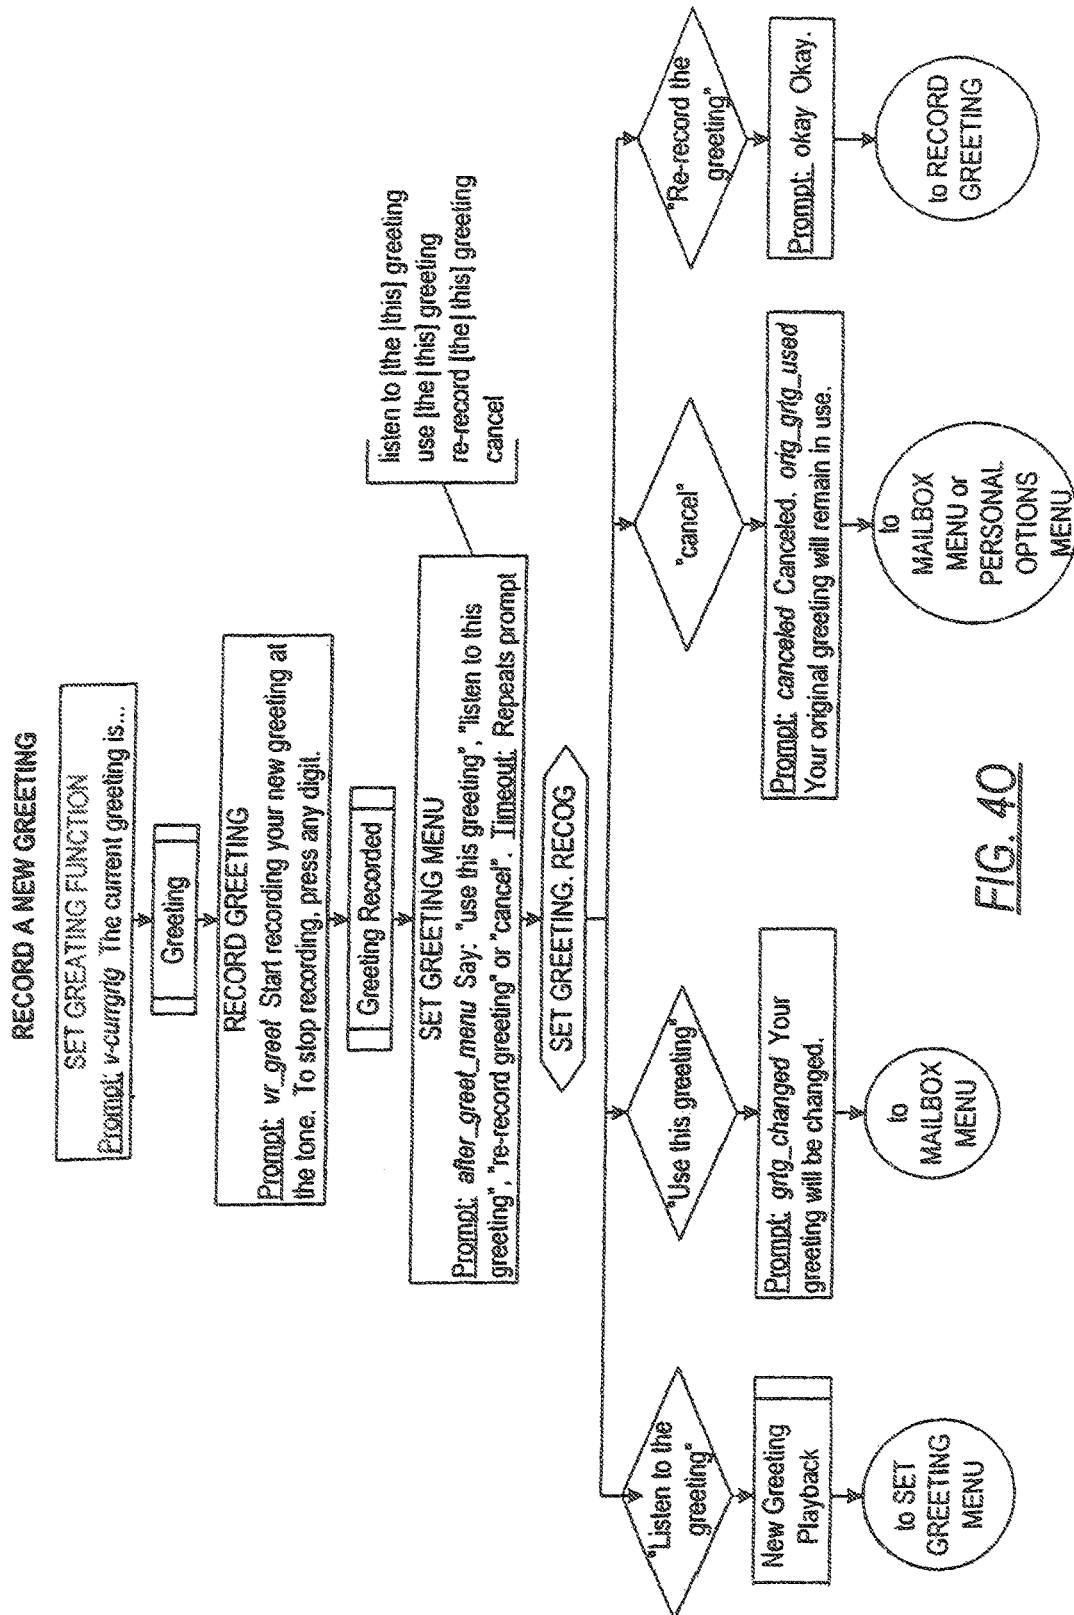 RECORD A NEW GREETING
SET GREATING FUNCTION
Prompt: v-currgrtg The current greeting is...
Greeting
RECORD GREETING
Prompt: vr_greet Start recording your new greeting at
the tone. To stop recording, press any digit.
Greeting Recorded
SET GREETING MENU
Prompt: after_greet_menu Say: "use this greeting", "listen to this
greeting", "re-record greeting" or "cancel". Timeout: Repeats prompt
listen to [the | this] greeting
use [the | this] greeting
re-record [the | this] greeting
cancel
SET GREETING. RECOG
"Listen to the
greeting"
New Greeting
Playback
to SET
GREETING
MENU
"Use this greeting"
Prompt: grtg_changed Your
greeting will be changed.
to
MAILBOX
MENU
"cancel"
Prompt: canceled Canceled. orig_grtg_used
Your original greeting will remain in use.
to
MAILBOX
MENU or
PERSONAL
OPTIONS
MENU
"Re-record the
greeting"
Prompt: okay Okay.
to RECORD
GREETING
FIG. 40